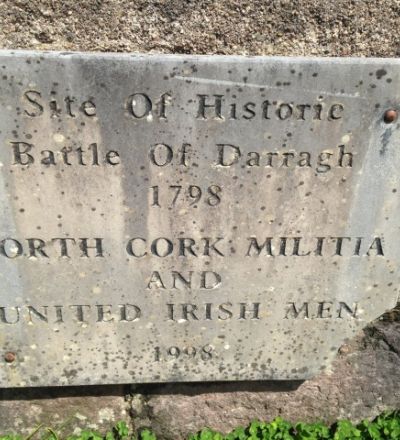 Site Of Historic
Battle Of Darragh
1798
ORTH CORK MILITIA
AND
UNITED IRISH MEN
1998